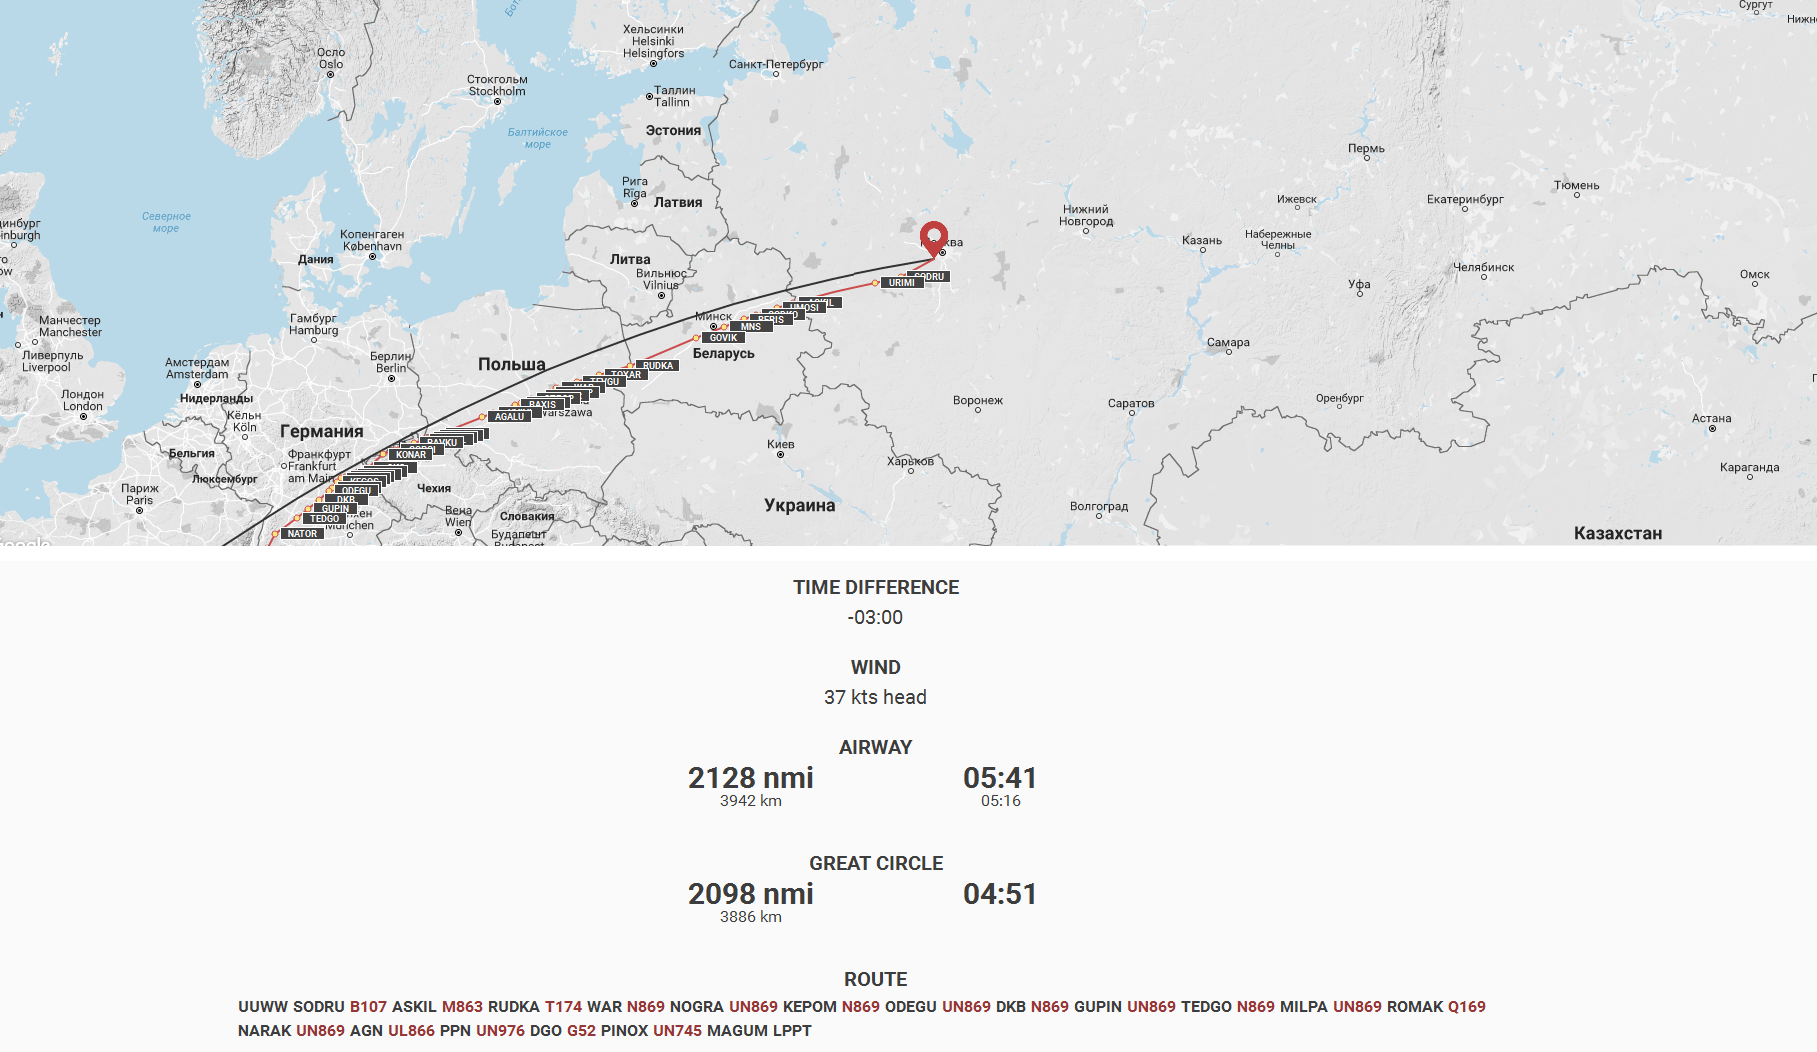 Осло
Oslo
Стокгольм
Stockholm
Хельсинки
Helsinki
Helsingfors
Санкт-Петербург
Сургут
Таллин
Tallinn
Эстония
Балтийское
море
Пермь
Рига
Rīga
Латвия
Тюмень
Ижевск
Екатеринбург
Северное
море
Нижний
Новгород
Копенгаген
København
Дания
Казань
Набережные
Челны
Литва
Вильнюс
Vilnius
Челябинск
Омск
Уфа
SODRU
URIMI
UMOSI
Гамбург
Hamburg
Минск
MNS
GOVIK
Манчестер
Manchester
Ливерпуль
Liverpool
Берлин
Berlin
Польша
Беларусь
Самара
Амстердам
Amsterdam
RUDKA
TOXAR
Нидерланды
Лондон
London
BAXIS
Warszawa
AGALU
Воронеж
Саратов
Оренбург
Астана
Кёльн
Köln
Германия
Бельгия
KONAR
Киев
Харьков
Караганда
Франкфурт
Frankfurt
am Main
Люксембург
Париж
Paris
Чехия
ODEGU
DKB
GUPIN
TEDGO
München
NATOR
Вена
Wien
Словакия
Будапешт
Украина
Волгоград
Казахстан
TIME DIFFERENCE
-03:00
WIND
37 kts head
AIRWAY
2128 nmi 05:41
3942 km 05:16
GREAT CIRCLE
2098 nmi 04:51
3886 km
ROUTE
UUWW SODRU B107 ASKIL M863 RUDKA T174 WAR N869 NOGRA UN869 KEPOM N869 ODEGU UN869 DKB N869 GUPIN UN869 TEDGO N869 MILPA UN869 ROMAK Q169
NARAK UN869 AGN UL866 PPN UN976 DGO G52 PINOX UN745 MAGUM LPPT